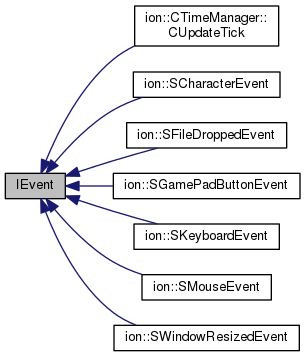 ion::CTimeManager::
CUpdateTick
ion::SCharacterEvent
ion::SFileDroppedEvent
IEvent
ion::SGamePadButtonEvent
ion::SKeyboardEvent
ion::SMouseEvent
ion::SWindowResizedEvent